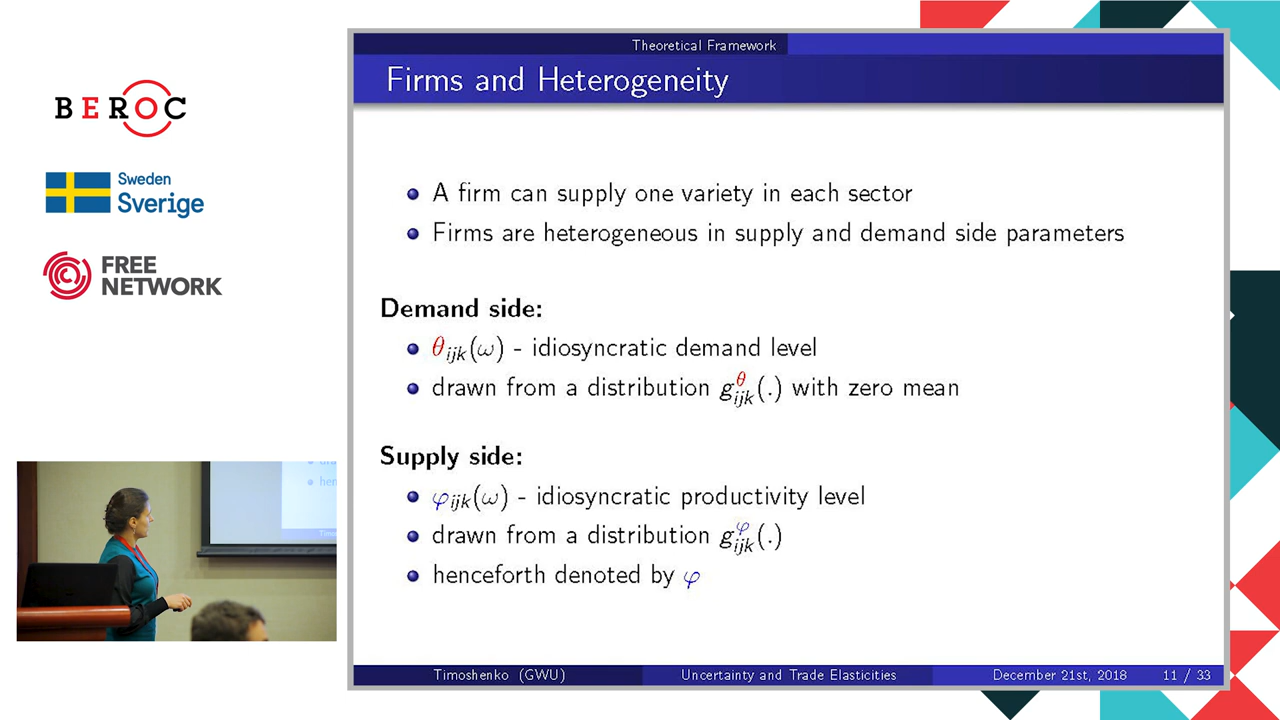 BEROC
Sweden
Sverige
FREE
NETWORK
Theoretical Framework
Firms and Heterogeneity
• A firm can supply one variety in each sector
• Firms are heterogeneous in supply and demand side parameters
Demand side:
• θijk(ω) - idiosyncratic demand level
• drawn from a distribution g^θ_ijk(.) with zero mean
Supply side:
• φijk(ω) - idiosyncratic productivity level
• drawn from a distribution g^φ_ijk(.)
• henceforth denoted by φ
Timoshenko (GWU) Uncertainty and Trade Elasticities December 21st, 2018 11 / 33